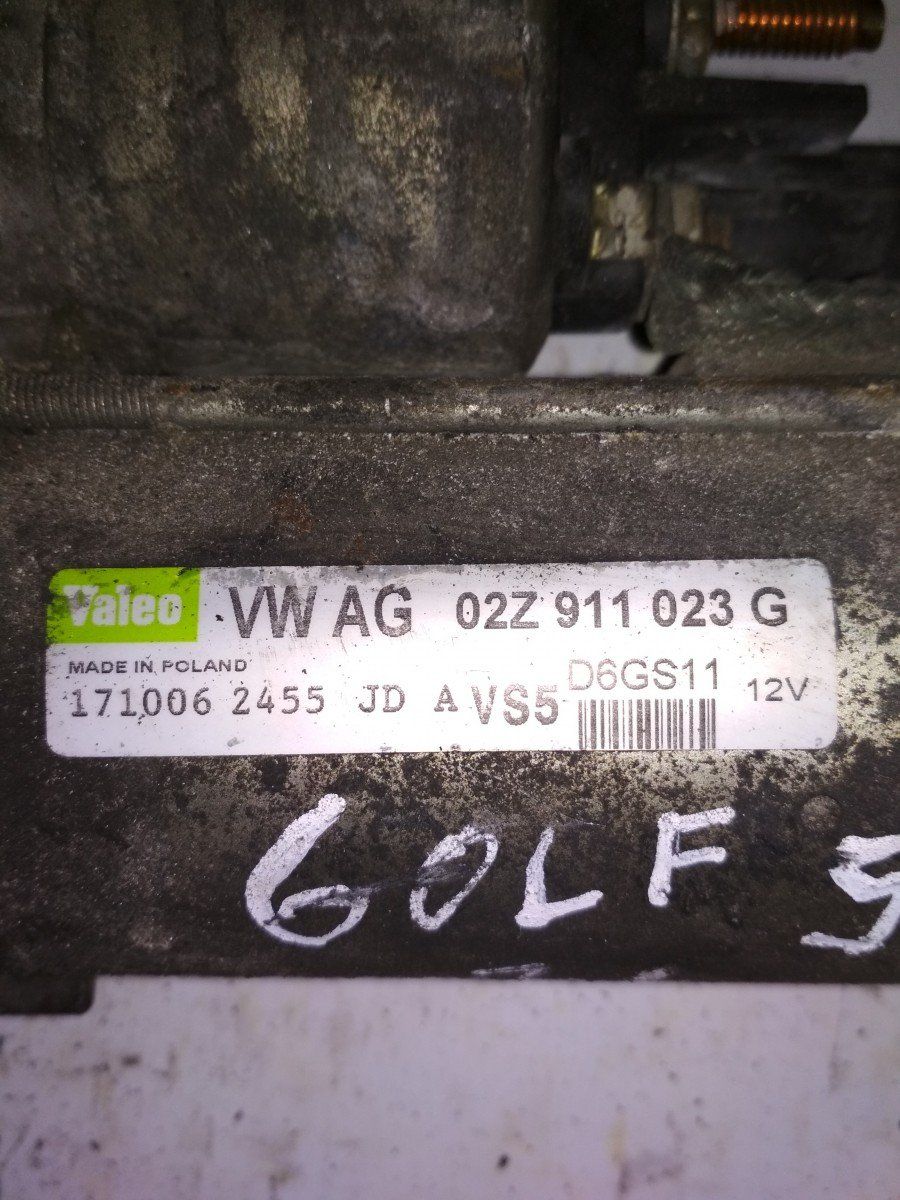 Valeo VW AG 02Z 911 023 G
MADE IN POLAND
171006 2455 JD A VS5 D6GS11 12V
GOLF 5